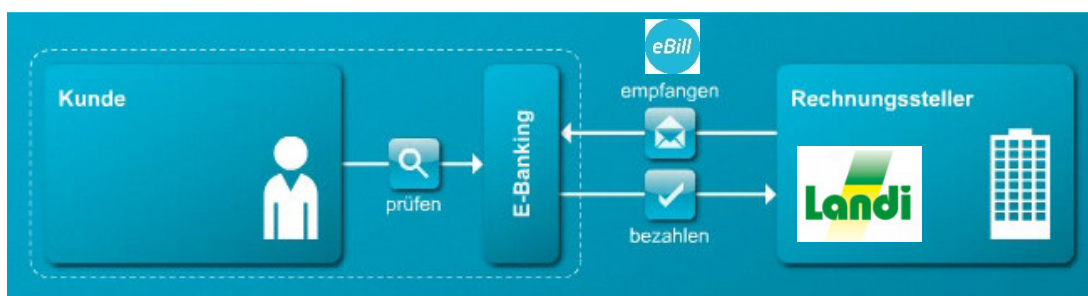 Kunde
prüfen
E-Banking
eBill
empfangen
bezahlen
Rechnungssteller
Landi